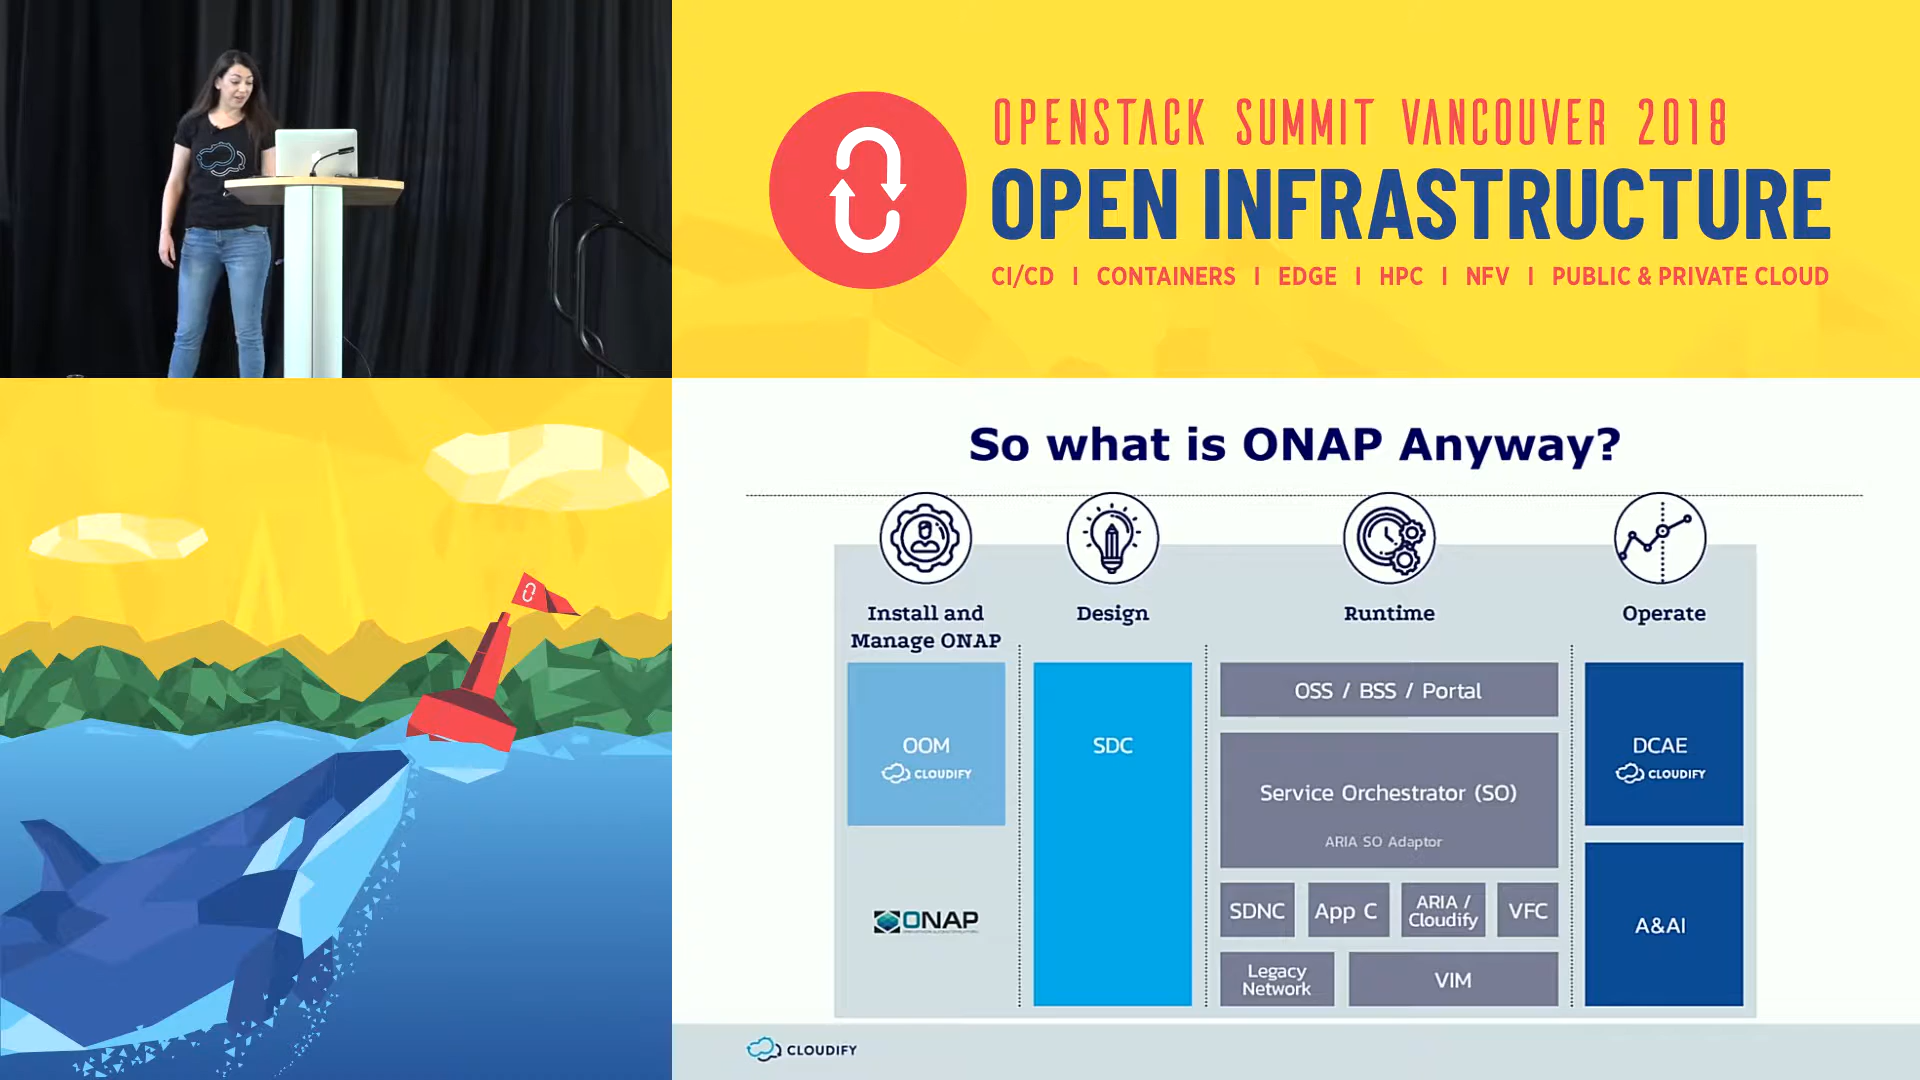 OPENSTACK SUMMIT VANCOUVER 2018
OPEN INFRASTRUCTURE
CI/CD | CONTAINERS | EDGE | HPC | NFV | PUBLIC & PRIVATE CLOUD
So what is ONAP Anyway?
Install and
Manage ONAP
Design
Runtime
Operate
OOM
CLOUDIFY
ONAP
SDC
OSS / BSS / Portal
Service Orchestrator (SO)
ARIA SO Adaptor
SDNC
App C
ARIA /
Cloudify
VFC
Legacy
Network
VIM
DCAE
CLOUDIFY
A&AI
CLOUDIFY